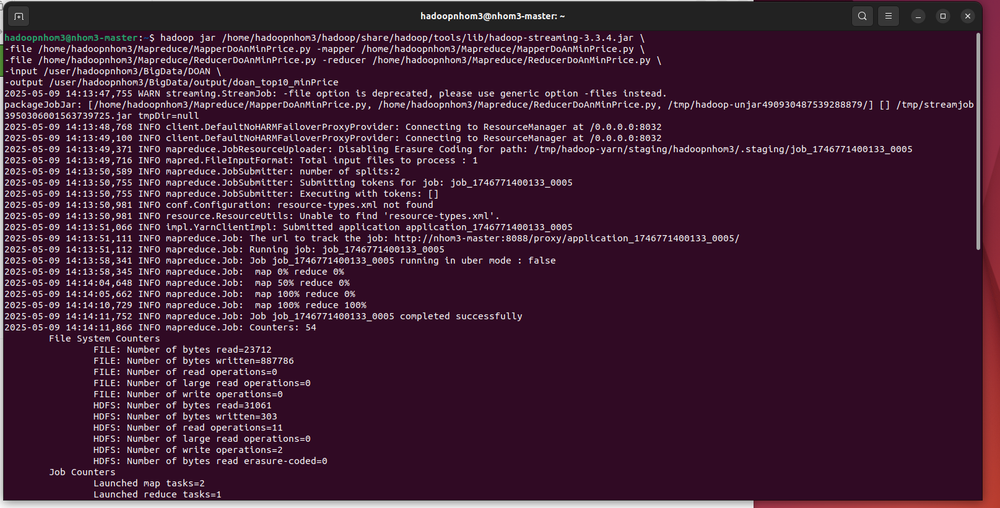 hadoopnhom3@nhom3-master: ~
hadoopnhom3@nhom3-master:~$ hadoop jar /home/hadoopnhom3/hadoop/share/hadoop/tools/lib/hadoop-streaming-3.3.4.jar \
-file /home/hadoopnhom3/Mapreduce/MapperDoAnMinPrice.py -mapper /home/hadoopnhom3/Mapreduce/MapperDoAnMinPrice.py \
-file /home/hadoopnhom3/Mapreduce/ReducerDoAnMinPrice.py -reducer /home/hadoopnhom3/Mapreduce/ReducerDoAnMinPrice.py \
-input /user/hadoopnhom3/BigData/DOAN \
-output /user/hadoopnhom3/BigData/output/doan_top10_minPrice
2025-05-09 14:13:47,755 WARN streaming.StreamJob: -file option is deprecated, please use generic option -files instead.
packageJobJar: [/home/hadoopnhom3/Mapreduce/MapperDoAnMinPrice.py, /home/hadoopnhom3/Mapreduce/ReducerDoAnMinPrice.py, /tmp/hadoop-unjar490930487539288879/] [] /tmp/streamjob
3950306001563739725.jar tmpDir=null
2025-05-09 14:13:48,768 INFO client.DefaultNoHARMFailoverProxyProvider: Connecting to ResourceManager at /0.0.0.0:8032
2025-05-09 14:13:49,100 INFO client.DefaultNoHARMFailoverProxyProvider: Connecting to ResourceManager at /0.0.0.0:8032
2025-05-09 14:13:49,371 INFO mapreduce.JobResourceUploader: Disabling Erasure Coding for path: /tmp/hadoop-yarn/staging/hadoopnhom3/.staging/job_1746771400133_0005
2025-05-09 14:13:49,716 INFO mapred.FileInputFormat: Total input files to process : 1
2025-05-09 14:13:50,589 INFO mapreduce.JobSubmitter: number of splits:2
2025-05-09 14:13:50,755 INFO mapreduce.JobSubmitter: Submitting tokens for job: job_1746771400133_0005
2025-05-09 14:13:50,755 INFO mapreduce.JobSubmitter: Executing with tokens: []
2025-05-09 14:13:50,981 INFO conf.Configuration: resource-types.xml not found
2025-05-09 14:13:50,981 INFO resource.ResourceUtils: Unable to find 'resource-types.xml'.
2025-05-09 14:13:51,066 INFO impl.YarnClientImpl: Submitted application application_1746771400133_0005
2025-05-09 14:13:51,111 INFO mapreduce.Job: The url to track the job: http://nhom3-master:8088/proxy/application_1746771400133_0005/
2025-05-09 14:13:51,112 INFO mapreduce.Job: Running job: job_1746771400133_0005
2025-05-09 14:13:58,341 INFO mapreduce.Job: Job job_1746771400133_0005 running in uber mode : false
2025-05-09 14:13:58,345 INFO mapreduce.Job:  map 0% reduce 0%
2025-05-09 14:14:04,648 INFO mapreduce.Job:  map 50% reduce 0%
2025-05-09 14:14:05,662 INFO mapreduce.Job:  map 100% reduce 0%
2025-05-09 14:14:10,729 INFO mapreduce.Job:  map 100% reduce 100%
2025-05-09 14:14:11,752 INFO mapreduce.Job: Job job_1746771400133_0005 completed successfully
2025-05-09 14:14:11,866 INFO mapreduce.Job: Counters: 54
File System Counters
FILE: Number of bytes read=23712
FILE: Number of bytes written=887786
FILE: Number of read operations=0
FILE: Number of large read operations=0
FILE: Number of write operations=0
HDFS: Number of bytes read=31061
HDFS: Number of bytes written=303
HDFS: Number of read operations=11
HDFS: Number of large read operations=0
HDFS: Number of write operations=2
HDFS: Number of bytes read erasure-coded=0
Job Counters
Launched map tasks=2
Launched reduce tasks=1